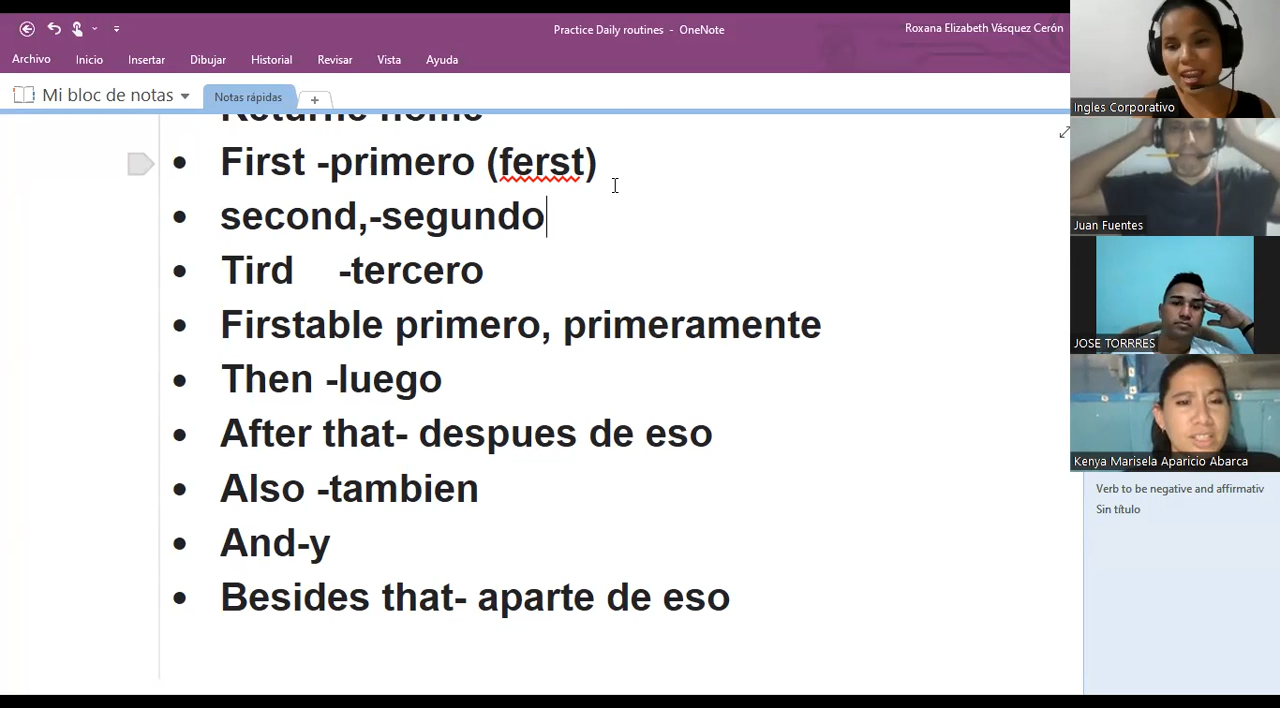 Practice Daily routines - OneNote
Roxana Elizabeth Vásquez Cerón
Archivo Inicio Insertar Dibujar Historial Revisar Vista Ayuda
Mi bloc de notas
Notas rápidas
+
Returne home
• First -primero (ferst)
• second,-segundo
• Tird -tercero
• Firstable primero, primeramente
• Then -luego
• After that- despues de eso
• Also -tambien
• And-y
• Besides that- aparte de eso
Ingles Corporativo
Juan Fuentes
JOSE TORRRES
Kenya Marisela Aparicio Abarca
Verb to be negative and affirmativ
Sin título